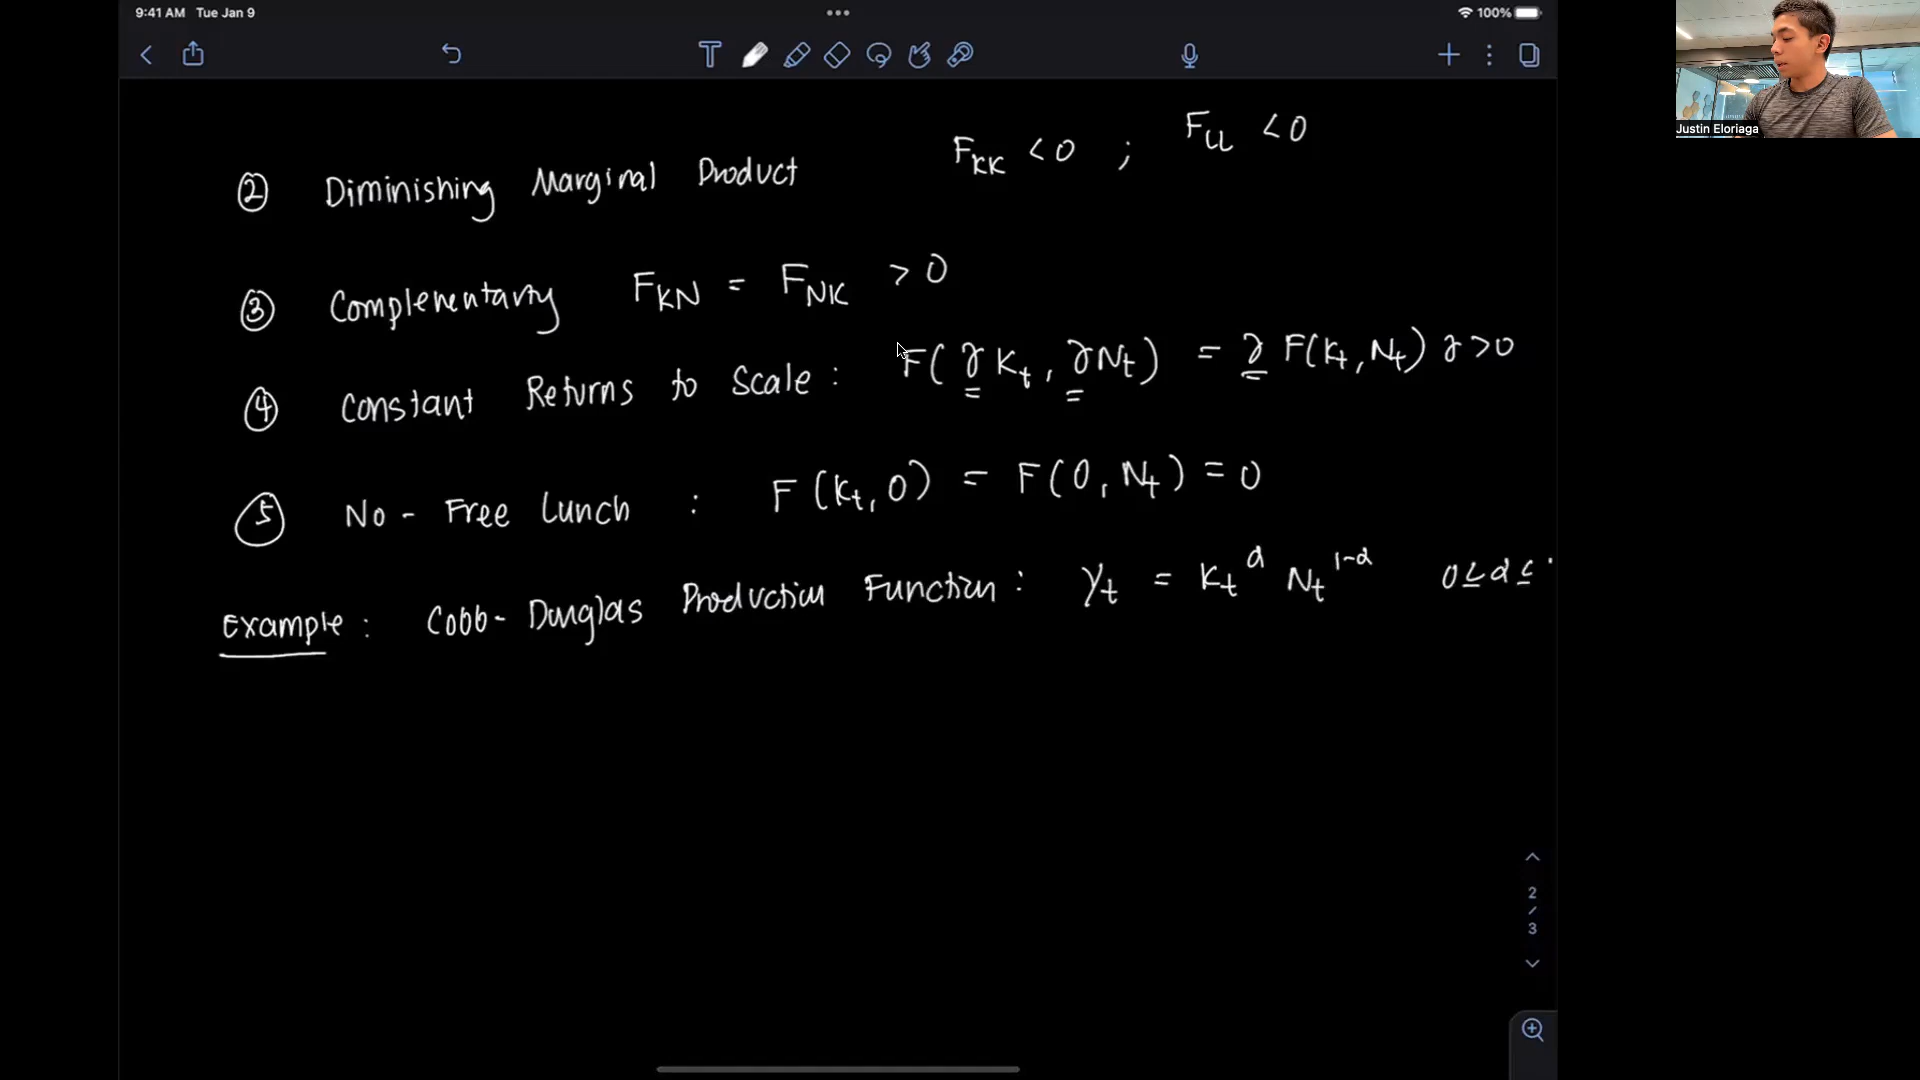 9:41 AM Tue Jan 9
100%
Justin Eloriaga
② Diminishing Marginal Product F_KK < 0 ; F_LL < 0
③ Complementarity F_KN = F_NK > 0
④ Constant Returns to Scale : F(γK_t, γN_t) = γ F(K_t, N_t) γ > 0
⑤ No-Free Lunch : F(K_t, 0) = F(0, N_t) = 0
Example : Cobb-Douglas Production Function : Y_t = K_t^α N_t^{1-α} 0 ≤ α ≤
2
/
3